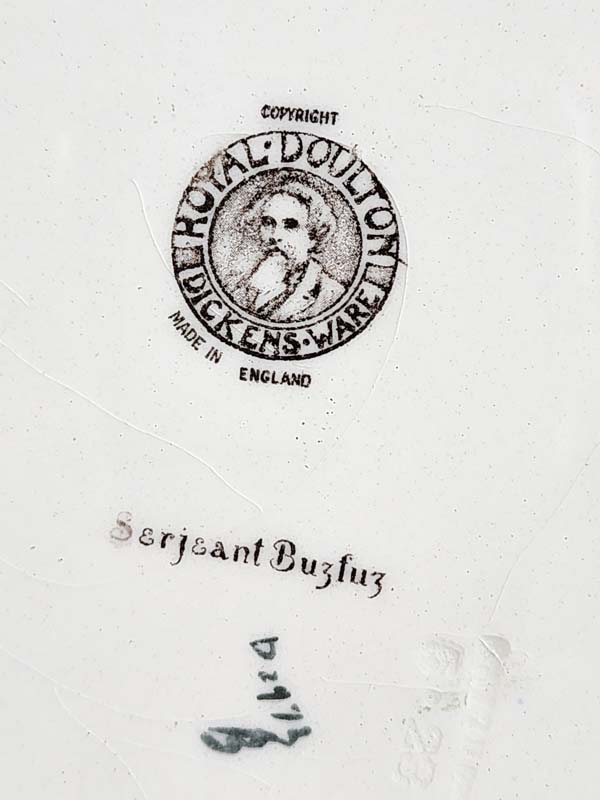 COPYRIGHT
ROYAL·DOULTON
DICKENS·WARE
MADE IN
ENGLAND
Serjeant Buzfuz